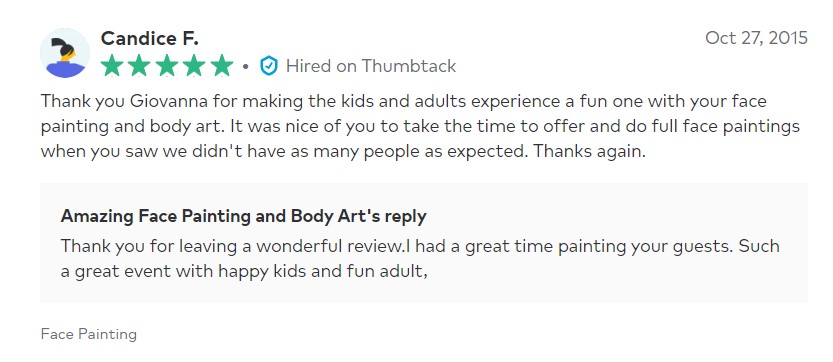 Candice F.
Oct 27, 2015
• Hired on Thumbtack
Thank you Giovanna for making the kids and adults experience a fun one with your face
painting and body art. It was nice of you to take the time to offer and do full face paintings
when you saw we didn't have as many people as expected. Thanks again.
Amazing Face Painting and Body Art's reply
Thank you for leaving a wonderful review.I had a great time painting your guests. Such
a great event with happy kids and fun adult,
Face Painting